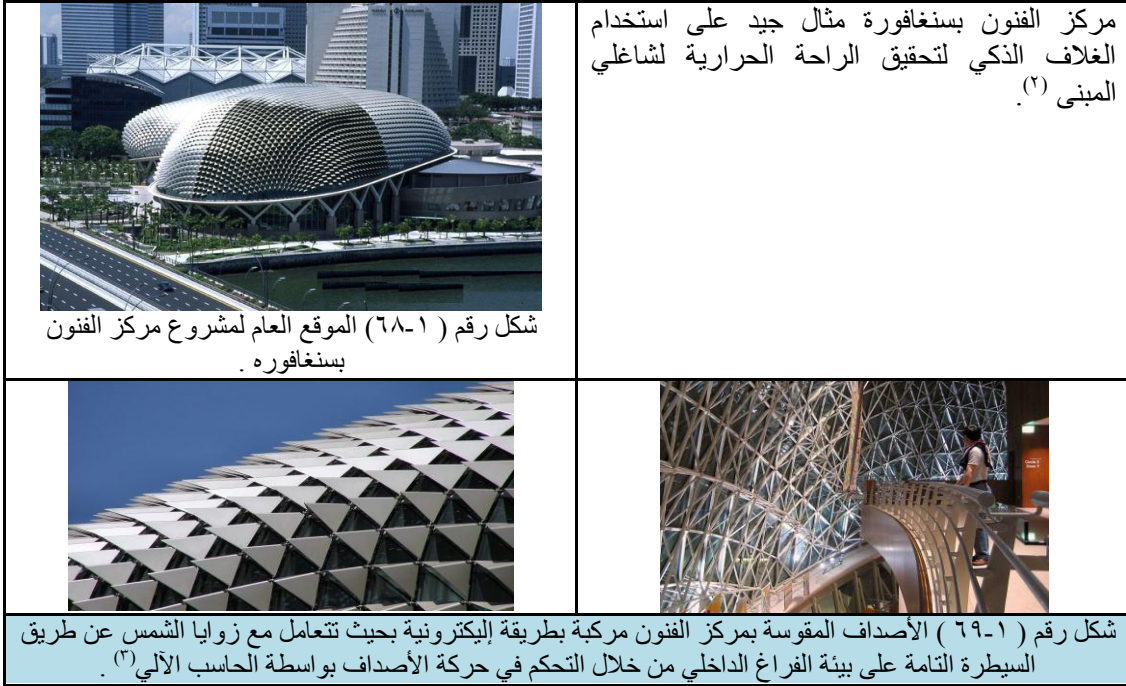 مركز الفنون بسنغافورة مثال جيد على استخدام
الغلاف الذكي لتحقيق الراحة الحرارية لشاغلي
المبنى (٢).
شكل رقم ( ١-٦٨) الموقع العام لمشروع مركز الفنون
بسنغافوره .
شكل رقم ( ١-٦٩ ) الأصداف المقوسة بمركز الفنون مركبة بطريقة إليكترونية بحيث تتعامل مع زوايا الشمس عن طريق
السيطرة التامة على بيئة الفراغ الداخلي من خلال التحكم في حركة الأصداف بواسطة الحاسب الآلي(٣) .